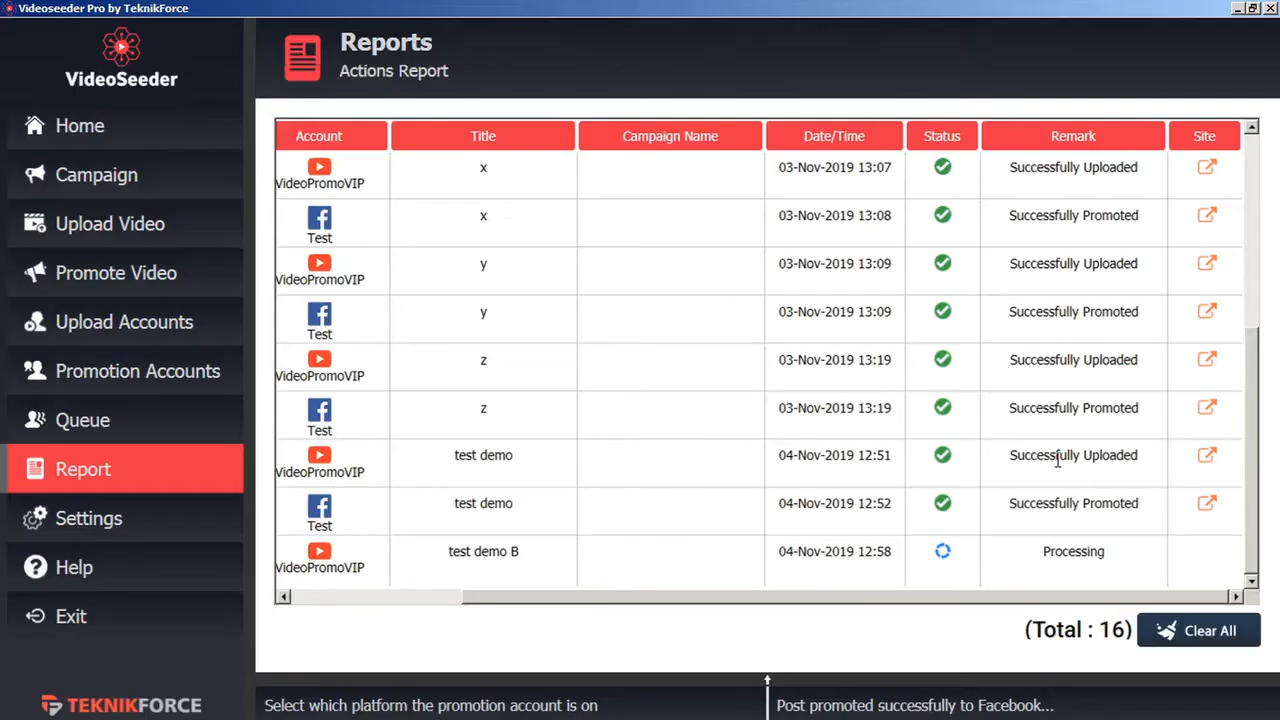 Videoseeder Pro by TeknikForce
VideoSeeder
Home
Campaign
Upload Video
Promote Video
Upload Accounts
Promotion Accounts
Queue
Report
Settings
Help
Exit
TEKNIKFORCE
Reports
Actions Report
Account Title Campaign Name Date/Time Status Remark Site
VideoPromoVIP x 03-Nov-2019 13:07 Successfully Uploaded
Test x 03-Nov-2019 13:08 Successfully Promoted
VideoPromoVIP y 03-Nov-2019 13:09 Successfully Uploaded
Test y 03-Nov-2019 13:09 Successfully Promoted
VideoPromoVIP z 03-Nov-2019 13:19 Successfully Uploaded
Test z 03-Nov-2019 13:19 Successfully Promoted
VideoPromoVIP test demo 04-Nov-2019 12:51 Successfully Uploaded
Test test demo 04-Nov-2019 12:52 Successfully Promoted
VideoPromoVIP test demo B 04-Nov-2019 12:58 Processing
(Total : 16) Clear All
Select which platform the promotion account is on
Post promoted successfully to Facebook...